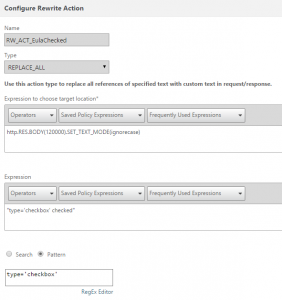 Configure Rewrite Action
Name
RW_ACT_EulaChecked
Type
REPLACE_ALL
Use this action type to replace all references of specified text with custom text in request/response.
Expression to choose target location*
Operators Saved Policy Expressions Frequently Used Expressions
http.RES.BODY(120000).SET_TEXT_MODE(ignorecase)
Expression
Operators Saved Policy Expressions Frequently Used Expressions
"type='checkbox' checked"
Search Pattern
type='checkbox'
RegEx Editor